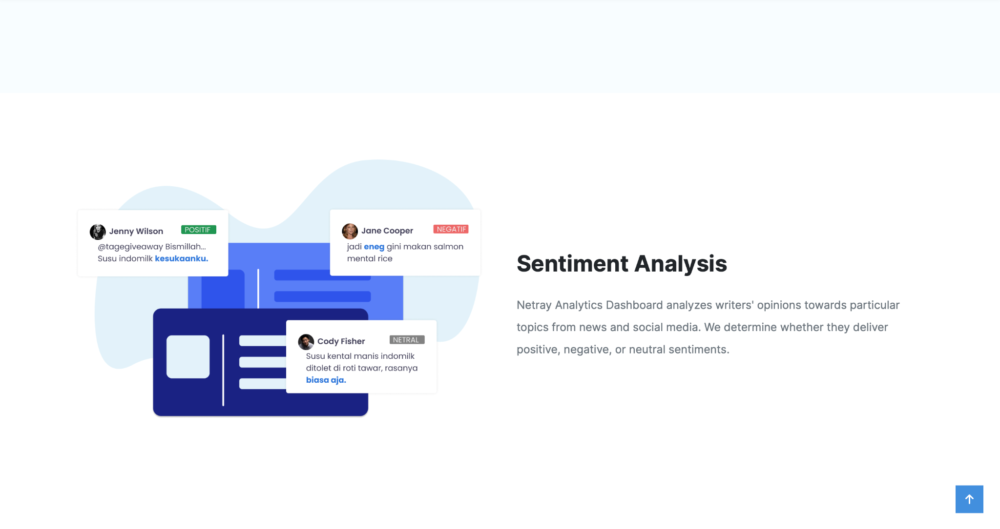 Jenny Wilson
POSITIF
@tagegiveaway Bismillah...
Susu indomilk kesukaanku.
Jane Cooper
NEGATIF
jadi eneg gini makan salmon
mental rice
Cody Fisher
NETRAL
Susu kental manis indomilk
ditolet di roti tawar, rasanya
biasa aja.
Sentiment Analysis
Netray Analytics Dashboard analyzes writers' opinions towards particular
topics from news and social media. We determine whether they deliver
positive, negative, or neutral sentiments.